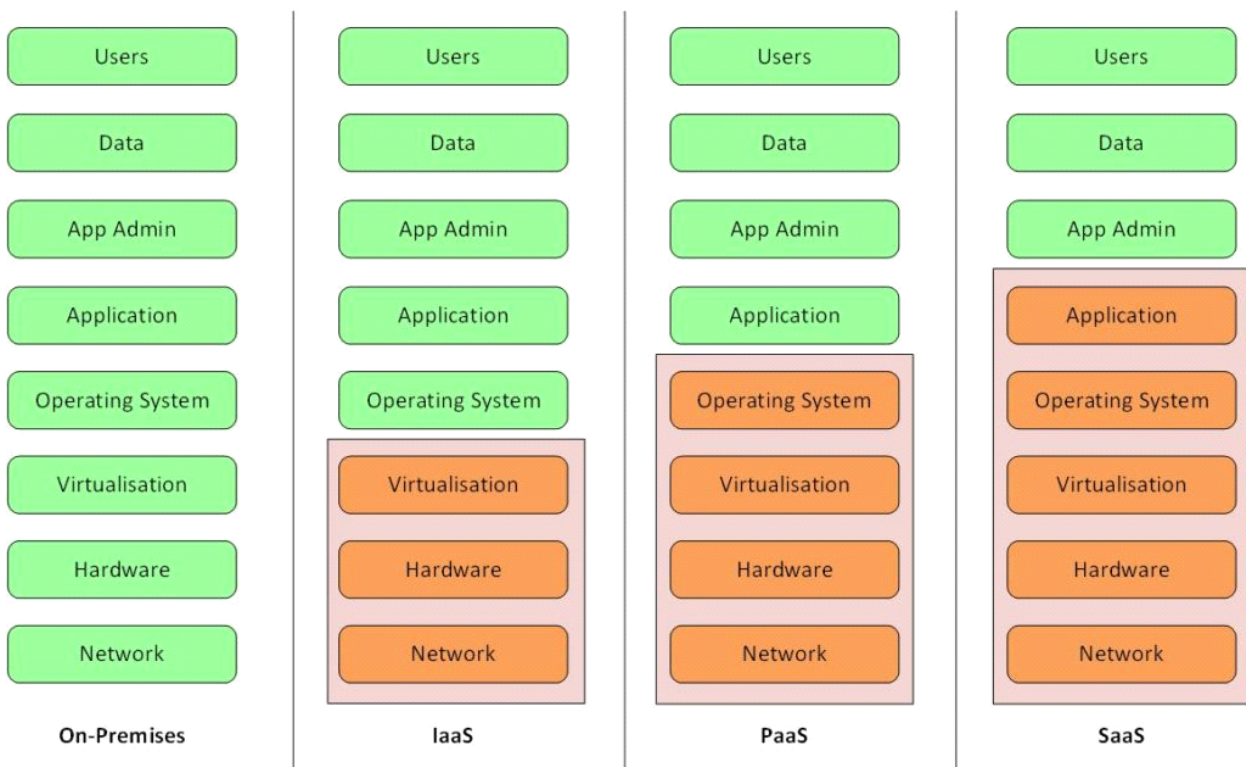 Users
Users
Users
Users
Data
Data
Data
Data
App Admin
App Admin
App Admin
App Admin
Application
Application
Application
Application
Operating System
Operating System
Operating System
Operating System
Virtualisation
Virtualisation
Virtualisation
Virtualisation
Hardware
Hardware
Hardware
Hardware
Network
Network
Network
Network
On-Premises
IaaS
PaaS
SaaS